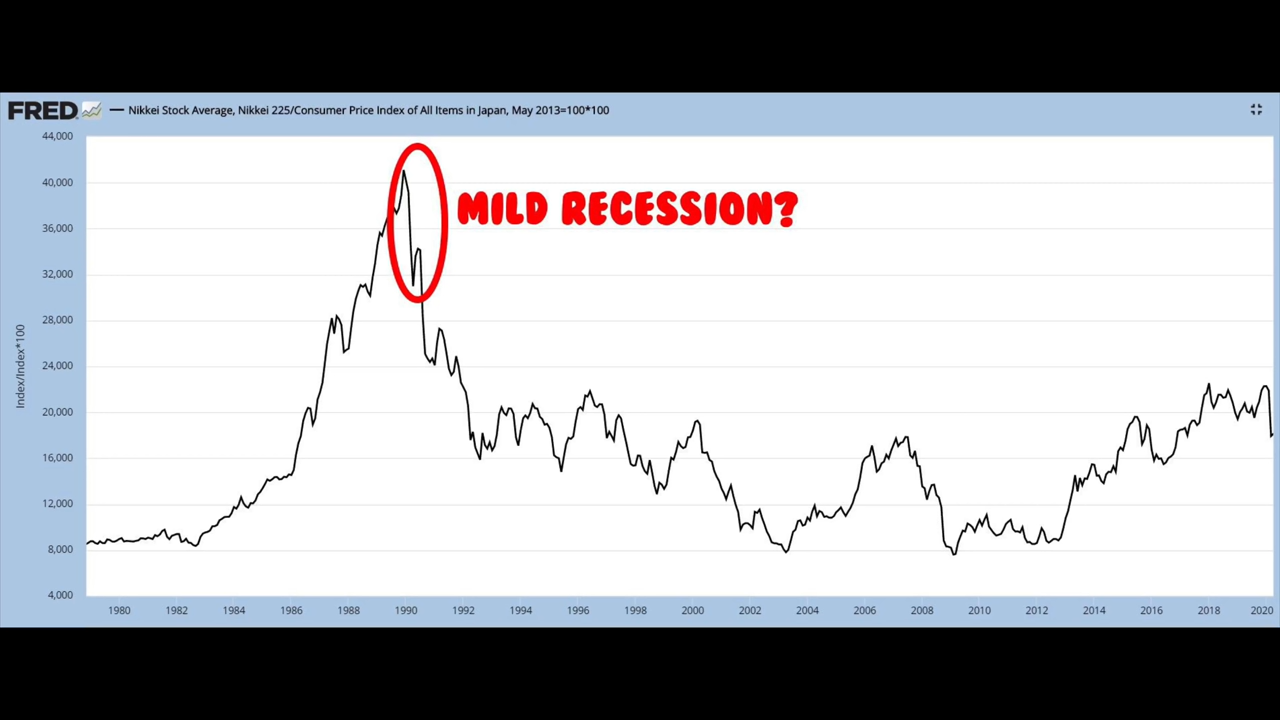 FRED
Nikkei Stock Average, Nikkei 225/Consumer Price Index of All Items in Japan, May 2013=100*100
44,000
40,000
36,000
32,000
28,000
24,000
20,000
16,000
12,000
8,000
4,000
Index/Index*100
MILD RECESSION?
1980 1982 1984 1986 1988 1990 1992 1994 1996 1998 2000 2002 2004 2006 2008 2010 2012 2014 2016 2018 2020